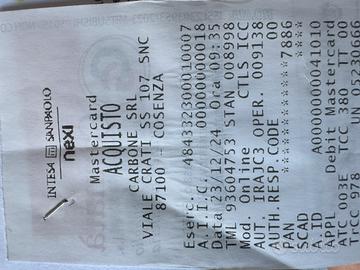 INTESA SANPAOLO
nexi
Mastercard
ACQUISTO
CARBONE SRL
VIALE CRATI SS 107 SNC
87100 COSENZA
Eserc. 464332300010007
A.I.I.C. 00000000018
Data 23/12/24 Ora 09:35
TML 93604753 STAN 008998
Mod. Online CTLS ICC
AUT. IRAJC3 OPER. 009138
AUTH.RESP.CODE 00
PAN ************7886
SCAD ****
A.ID A0000000041010
APPL Debit Mastercard
ATC 003E TCC 380 TT 00